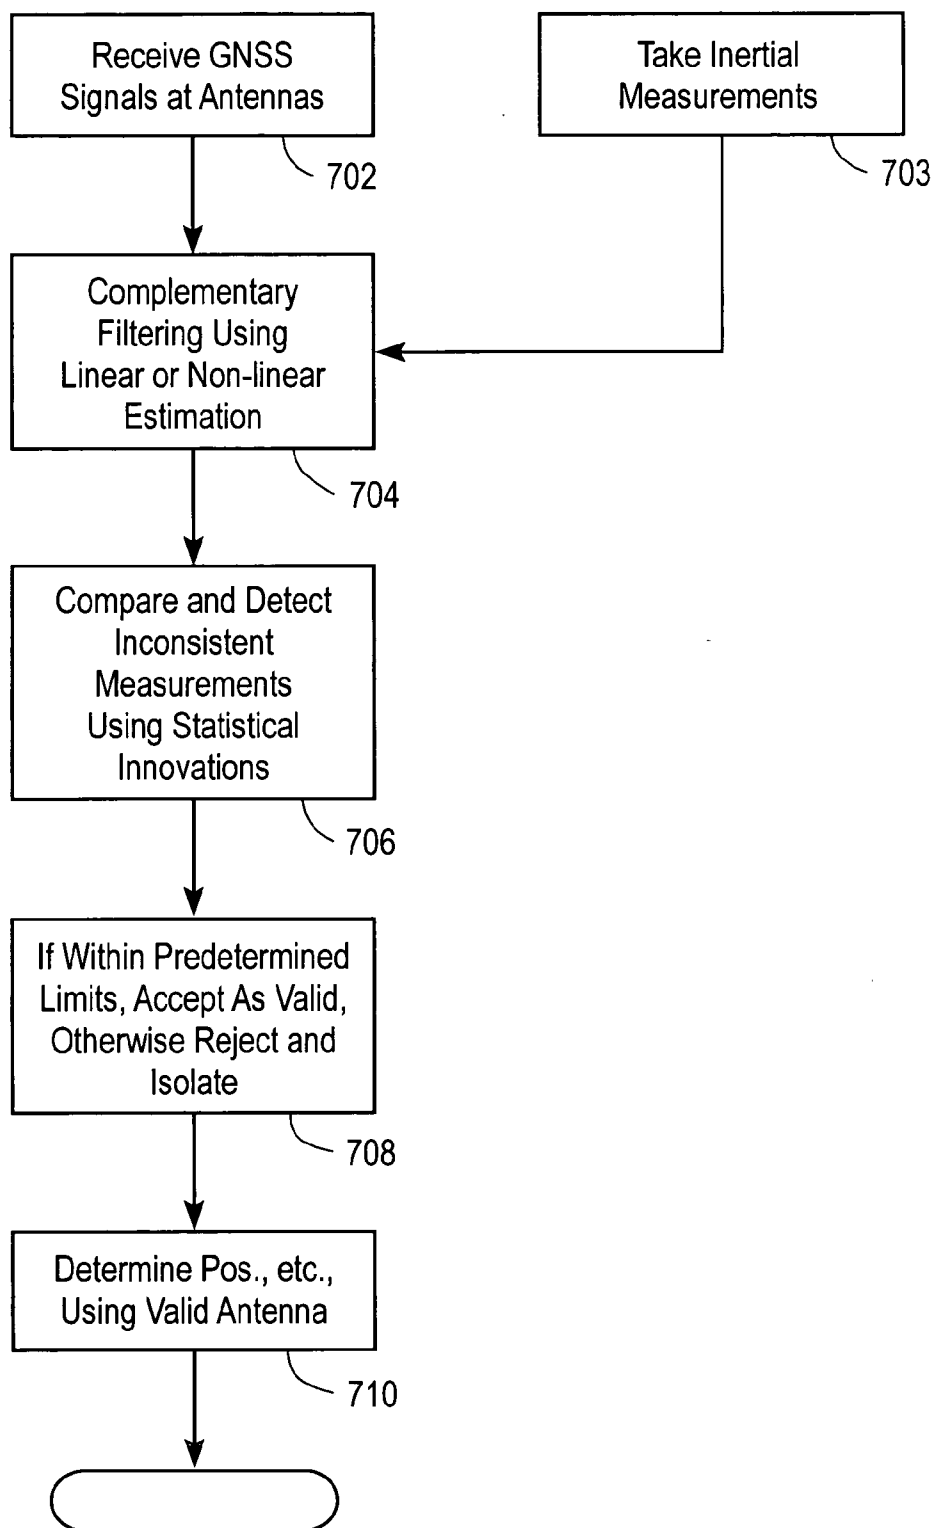 Receive GNSS
Signals at Antennas
702
Take Inertial
Measurements
703
Complementary
Filtering Using
Linear or Non-linear
Estimation
704
Compare and Detect
Inconsistent
Measurements
Using Statistical
Innovations
706
If Within Predetermined
Limits, Accept As Valid,
Otherwise Reject and
Isolate
708
Determine Pos., etc.,
Using Valid Antenna
710